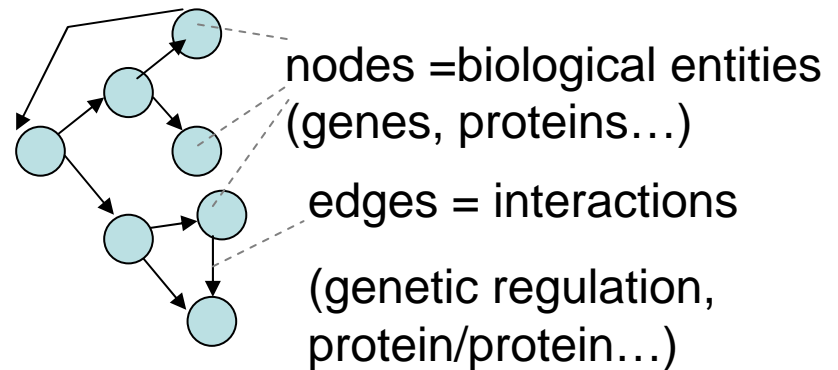 nodes =biological entities
(genes, proteins…)
edges = interactions
(genetic regulation,
protein/protein…)